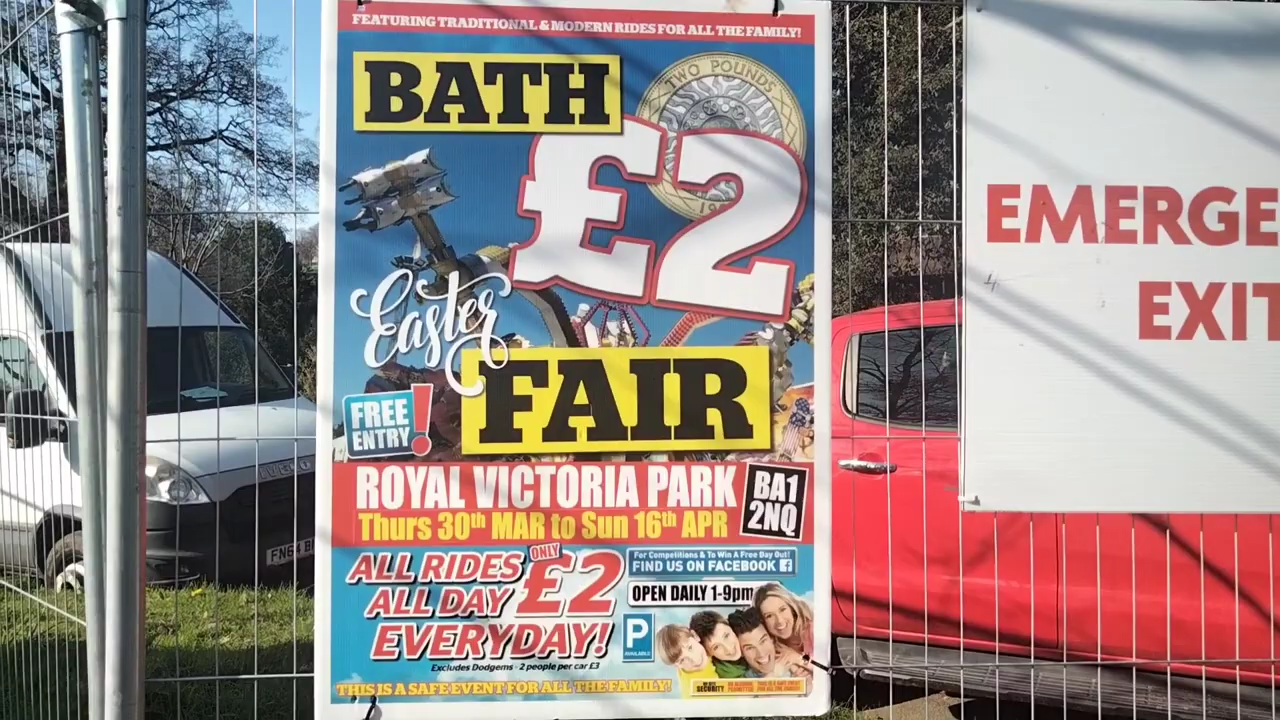 FEATURING TRADITIONAL & MODERN RIDES FOR ALL THE FAMILY!
BATH
TWO POUNDS
£2
Easter
FAIR
FREE
ENTRY!
ROYAL VICTORIA PARK
Thurs 30th MAR to Sun 16th APR
BA1
2NQ
ALL RIDES
ALL DAY
ONLY
£2
EVERYDAY!
Excludes Dodgems - 2 people per car £3
For Competitions & To Win A Free Day Out!
FIND US ON FACEBOOK
OPEN DAILY 1-9pm
P
AVAILABLE
SECURITY
THIS IS A SAFE EVENT FOR ALL THE FAMILY!
EMERGE
EXIT
FN64